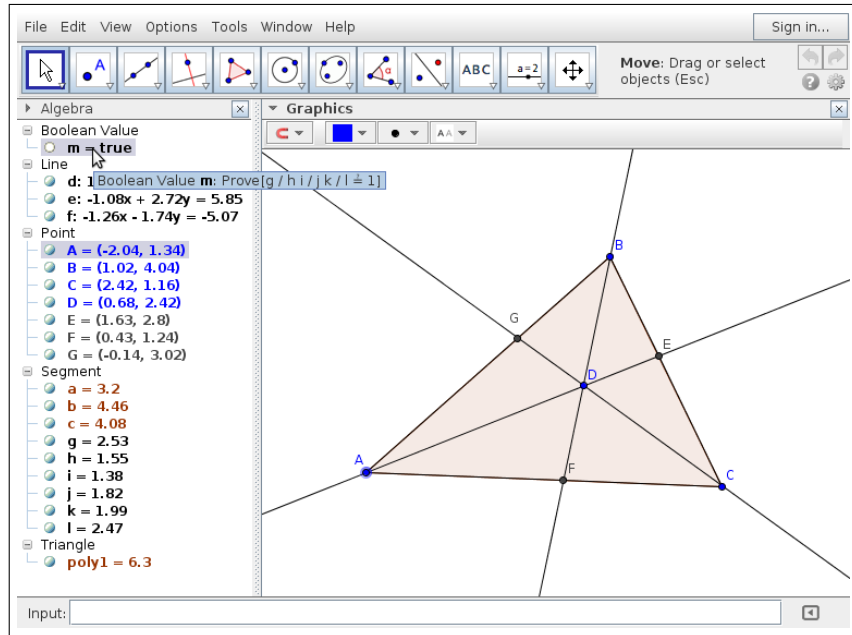 File Edit View Options Tools Window Help
Sign in...
A
α
ABC
a=2
Move: Drag or select
objects (Esc)
Algebra
Graphics
Boolean Value
m = true
Line
d: 1
Boolean Value m: Prove[g / h i / j k / l ≟ 1]
e: -1.08x + 2.72y = 5.85
f: -1.26x - 1.74y = -5.07
Point
A = (-2.04, 1.34)
B = (1.02, 4.04)
C = (2.42, 1.16)
D = (0.68, 2.42)
E = (1.63, 2.8)
F = (0.43, 1.24)
G = (-0.14, 3.02)
Segment
a = 3.2
b = 4.46
c = 4.08
g = 2.53
h = 1.55
i = 1.38
j = 1.82
k = 1.99
l = 2.47
Triangle
poly1 = 6.3
AA
B
G
E
D
A
F
C
Input: